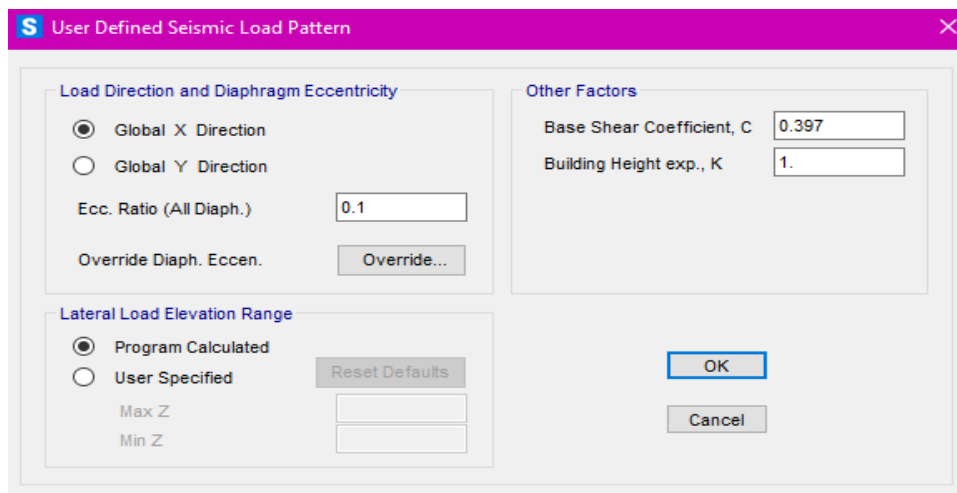 S User Defined Seismic Load Pattern
Load Direction and Diaphragm Eccentricity
Global X Direction
Global Y Direction
Ecc. Ratio (All Diaph.) 0.1
Override Diaph. Eccen. Override...
Other Factors
Base Shear Coefficient, C 0.397
Building Height exp., K 1.
Lateral Load Elevation Range
Program Calculated
User Specified Reset Defaults
Max Z
Min Z
OK
Cancel